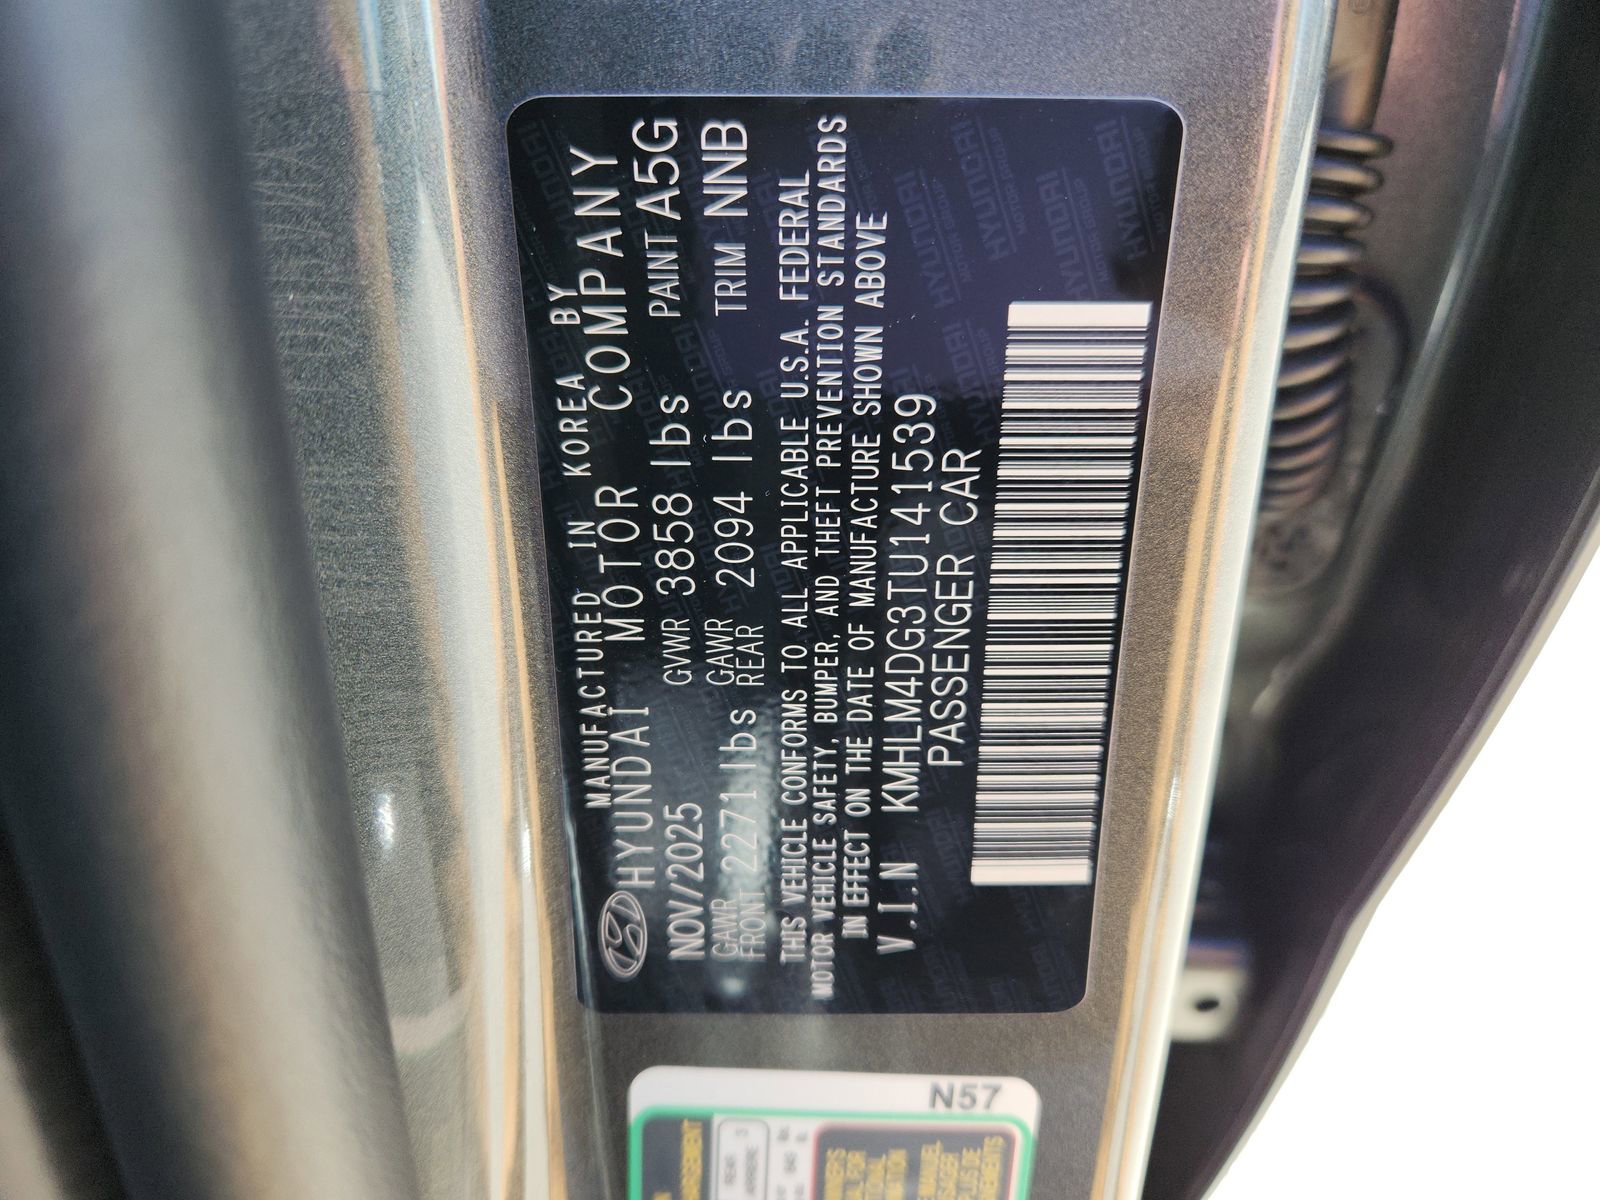 MANUFACTURED IN KOREA BY
HYUNDAI MOTOR COMPANY
NOV/2025 GVWR 3858 lbs PAINT A5G
GAWR FRONT 2271 lbs GAWR REAR 2094 lbs TRIM NNB
THIS VEHICLE CONFORMS TO ALL APPLICABLE U.S.A. FEDERAL
MOTOR VEHICLE SAFETY, BUMPER, AND THEFT PREVENTION STANDARDS
IN EFFECT ON THE DATE OF MANUFACTURE SHOWN ABOVE
V.I.N KMHLM4DG3TU141539
PASSENGER CAR
N57
REAR